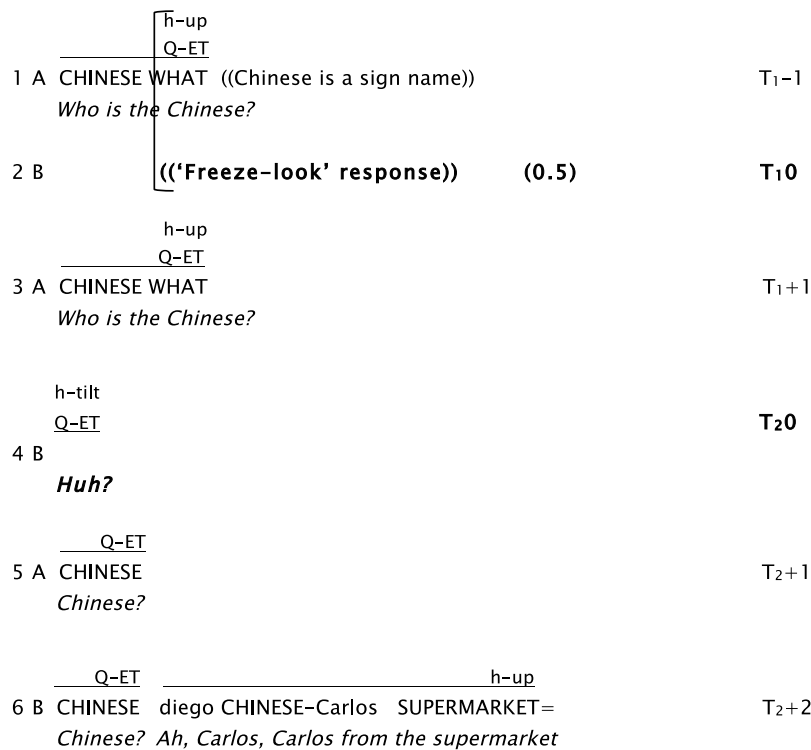 h-up
Q-ET
1 A CHINESE WHAT ((Chinese is a sign name)) T1-1
Who is the Chinese?
2 B ((‘Freeze-look’ response)) (0.5) T10
h-up
Q-ET
3 A CHINESE WHAT T1+1
Who is the Chinese?
h-tilt
Q-ET T20
4 B
Huh?
Q-ET
5 A CHINESE T2+1
Chinese?
Q-ET h-up
6 B CHINESE diego CHINESE-Carlos SUPERMARKET= T2+2
Chinese? Ah, Carlos, Carlos from the supermarket